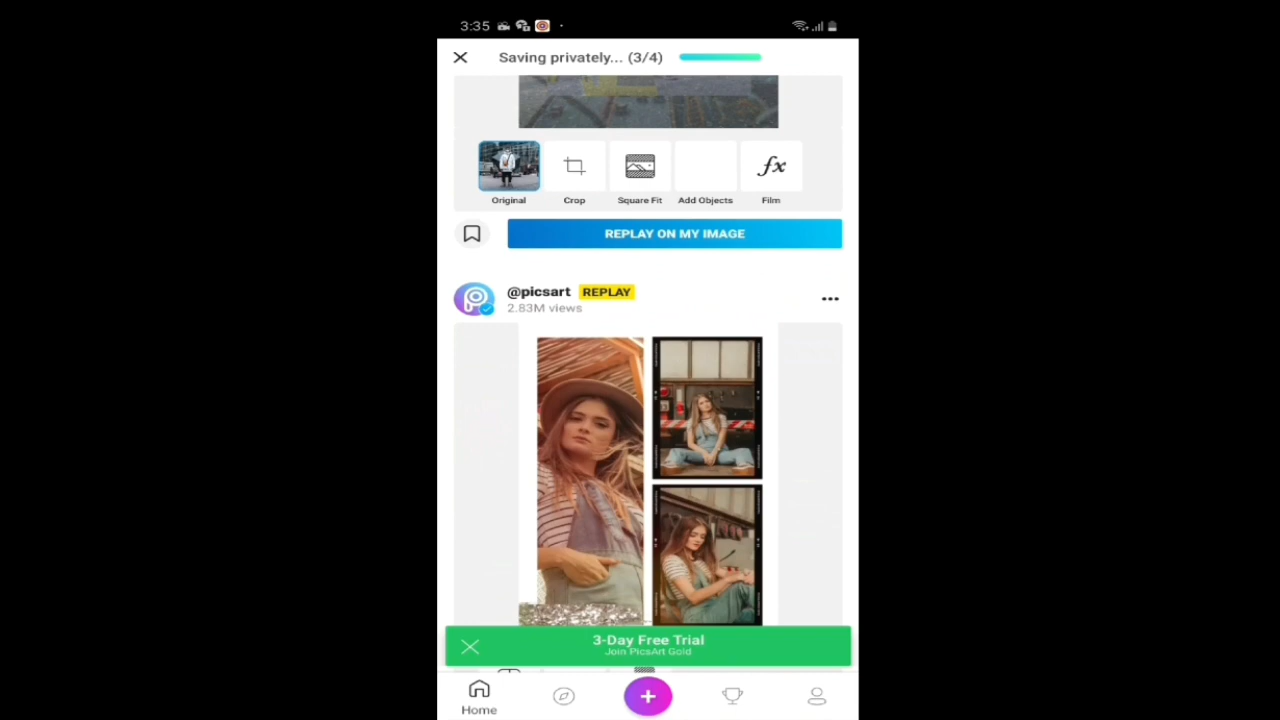 3:35
Saving privately... (3/4)
Original
Crop
Square Fit
Add Objects
fx
Film
REPLAY ON MY IMAGE
@picsart REPLAY
2.83M views
3-Day Free Trial
Join PicsArt Gold
Home